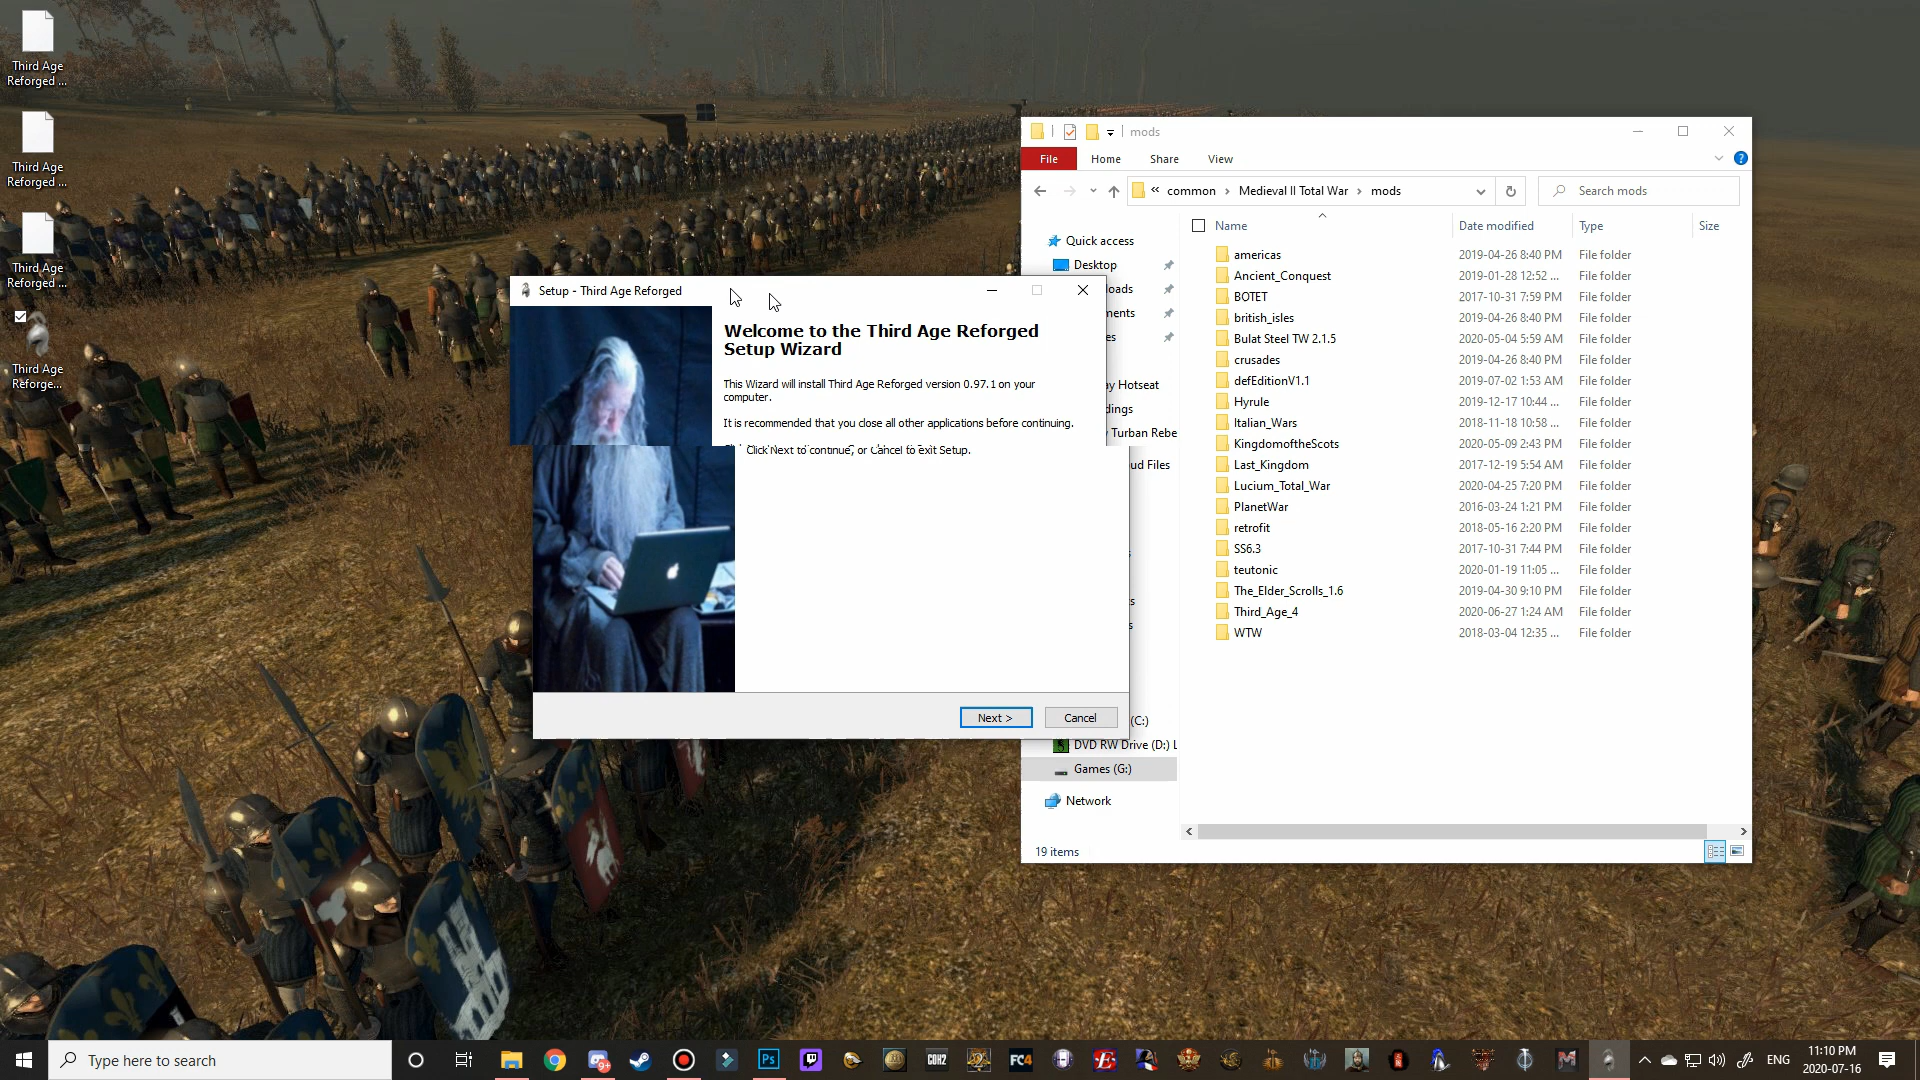 Third Age
Reforged ...
Third Age
Reforged ...
Third Age
Reforged ...
Third Age
Reforge...
Setup - Third Age Reforged
Welcome to the Third Age Reforged
Setup Wizard
This Wizard will install Third Age Reforged version 0.97.1 on your
computer.
It is recommended that you close all other applications before continuing.
Click Next to continue, or Cancel to exit Setup.
Next >
Cancel
mods
File
Home
Share
View
« common > Medieval II Total War > mods
Search mods
Name
Date modified
Type
Size
Quick access
Desktop
loads
ments
es
y Hotseat
dings
Turban Rebe
ud Files
s
s
s
(C:)
DVD RW Drive (D:) L
Games (G:)
Network
americas 2019-04-26 8:40 PM File folder
Ancient_Conquest 2019-01-28 12:52 ... File folder
BOTET 2017-10-31 7:59 PM File folder
british_isles 2019-04-26 8:40 PM File folder
Bulat Steel TW 2.1.5 2020-05-04 5:59 AM File folder
crusades 2019-04-26 8:40 PM File folder
defEditionV1.1 2019-07-02 1:53 AM File folder
Hyrule 2019-12-17 10:44 ... File folder
Italian_Wars 2018-11-18 10:58 ... File folder
KingdomoftheScots 2020-05-09 2:43 PM File folder
Last_Kingdom 2017-12-19 5:54 AM File folder
Lucium_Total_War 2020-04-25 7:20 PM File folder
PlanetWar 2016-03-24 1:21 PM File folder
retrofit 2018-05-16 2:20 PM File folder
SS6.3 2017-10-31 7:44 PM File folder
teutonic 2020-01-19 11:05 ... File folder
The_Elder_Scrolls_1.6 2019-04-30 9:10 PM File folder
Third_Age_4 2020-06-27 1:24 AM File folder
WTW 2018-03-04 12:35 ... File folder
19 items
Type here to search
Ps
COH2
FC4
ENG
11:10 PM
2020-07-16